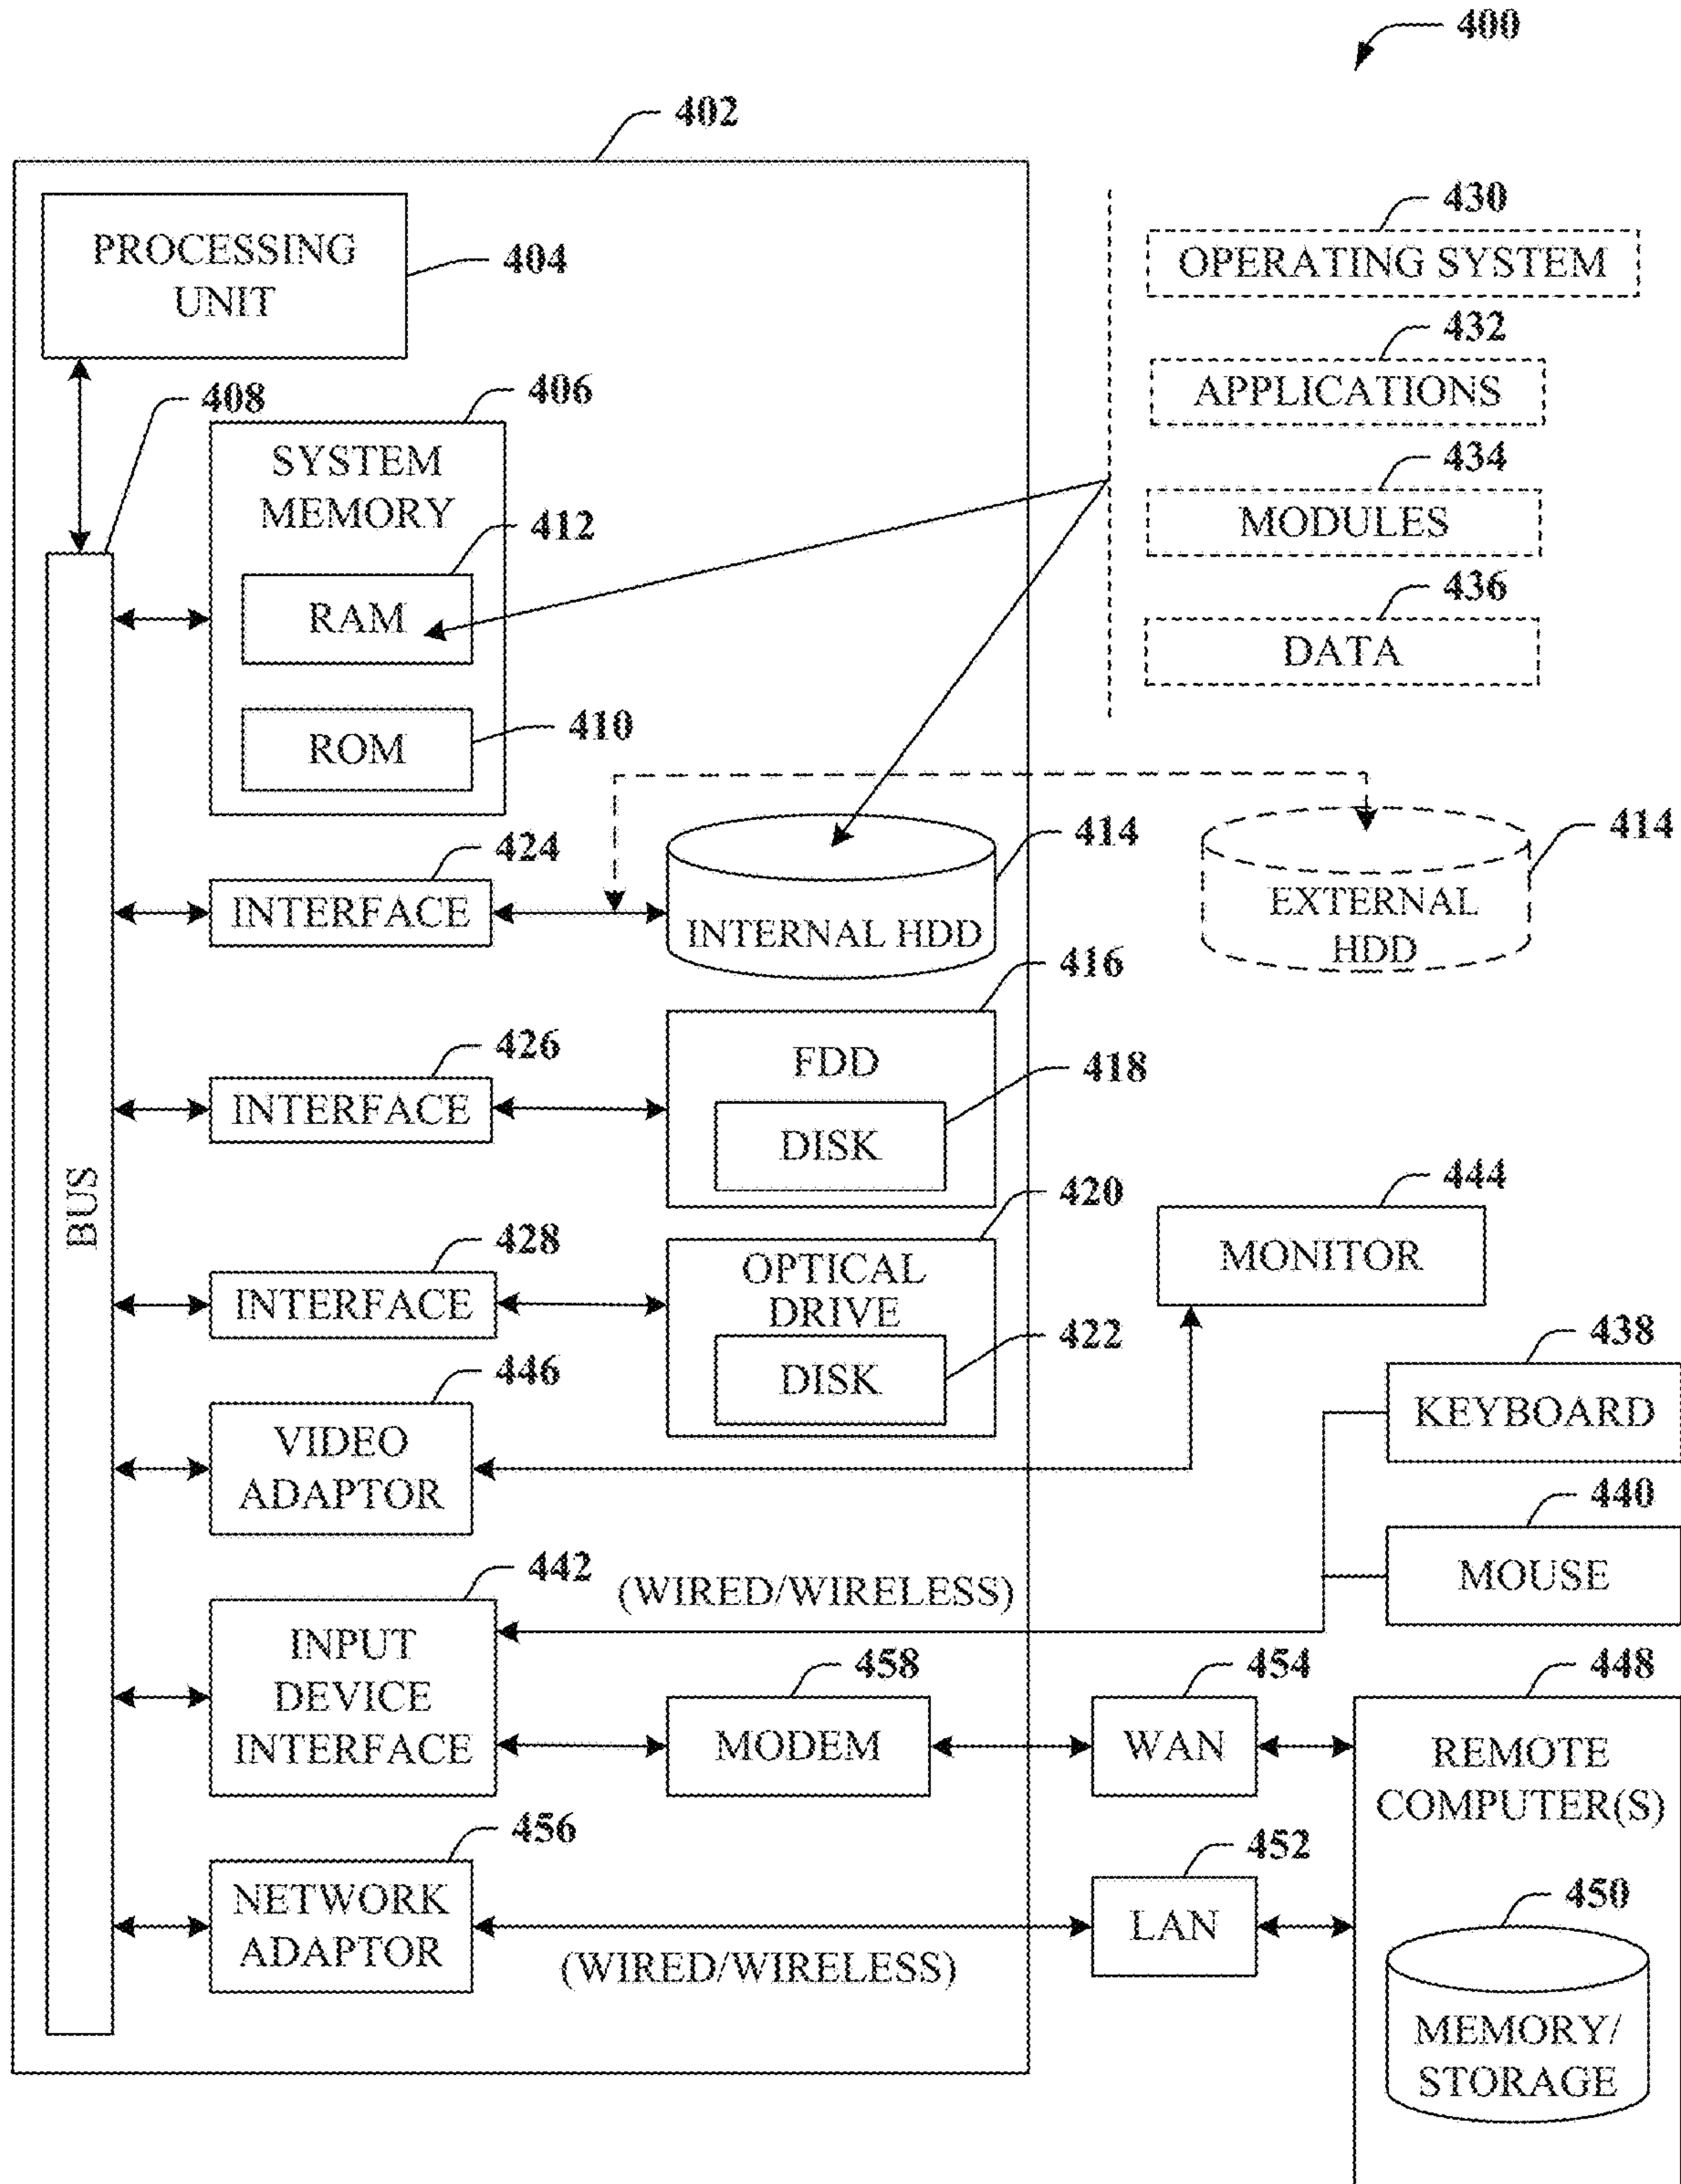 400
402
PROCESSING
UNIT
404
430
OPERATING SYSTEM
432
APPLICATIONS
434
MODULES
436
DATA
408
406
SYSTEM
MEMORY
412
RAM
410
ROM
BUS
424
INTERFACE
414
INTERNAL HDD
414
EXTERNAL
HDD
426
INTERFACE
416
FDD
418
DISK
428
INTERFACE
420
OPTICAL
DRIVE
422
DISK
444
MONITOR
446
VIDEO
ADAPTOR
438
KEYBOARD
440
MOUSE
442
(WIRED/WIRELESS)
INPUT
DEVICE
INTERFACE
458
MODEM
454
WAN
448
REMOTE
COMPUTER(S)
456
NETWORK
ADAPTOR
(WIRED/WIRELESS)
452
LAN
450
MEMORY/
STORAGE